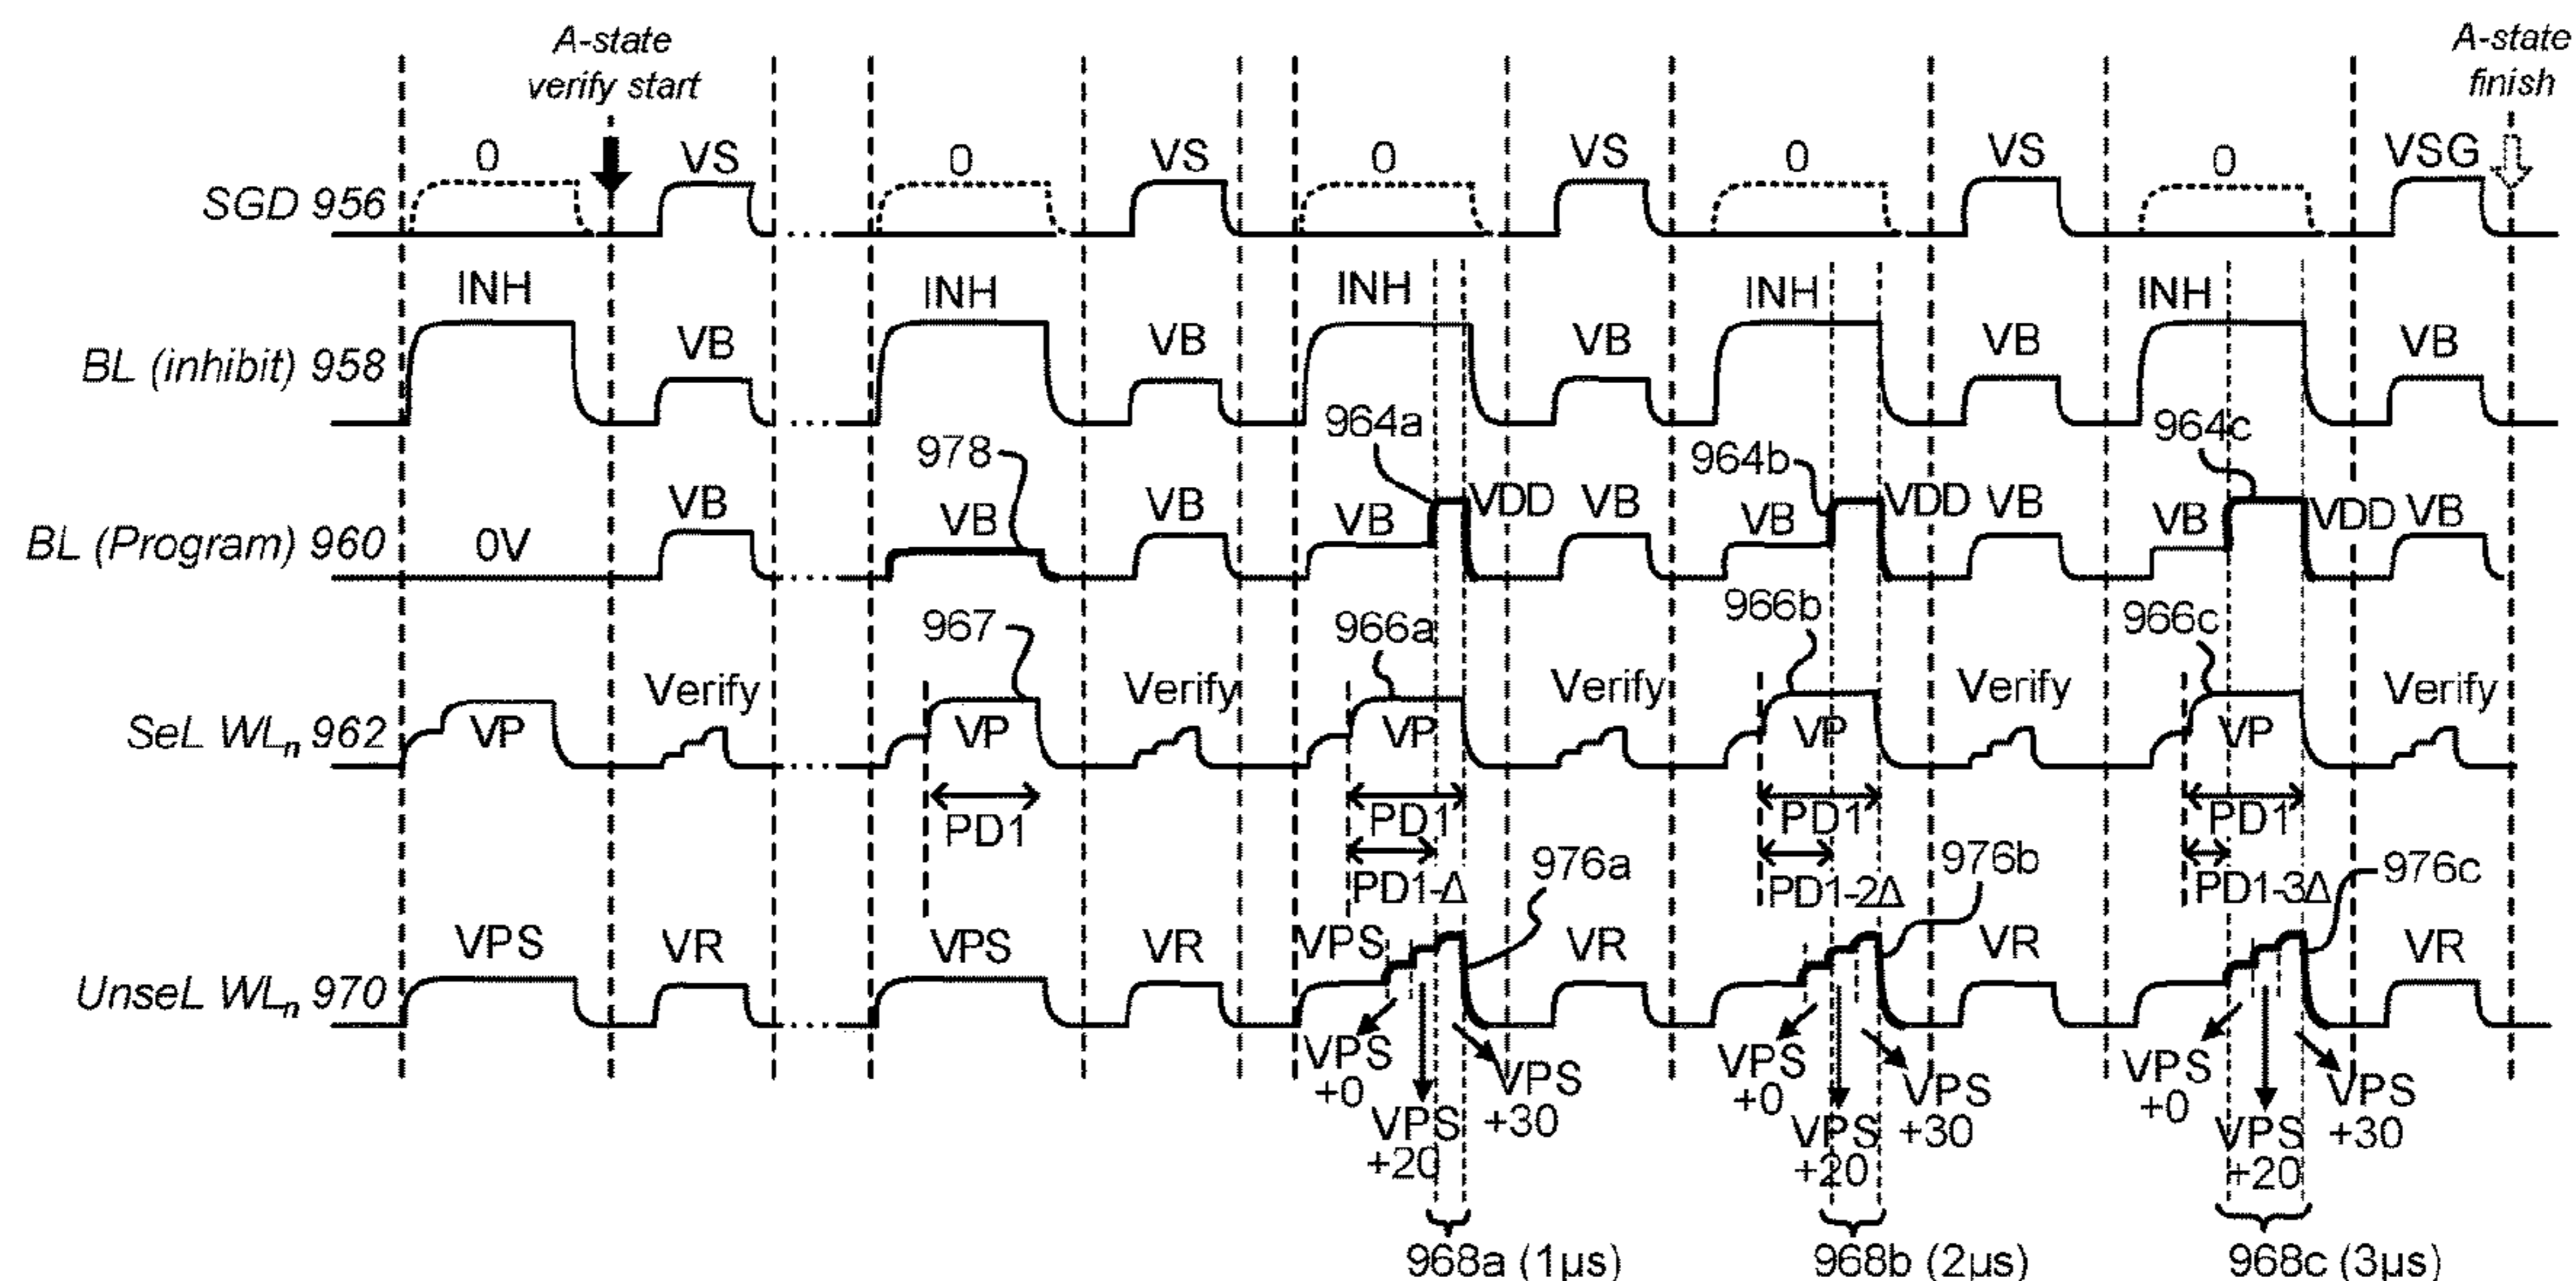 A-state
verify start
A-state
finish
0 VS 0 VS 0 VS 0 VS 0 VSG
SGD 956
INH INH INH INH INH
VB VB VB VB VB
BL (inhibit) 958
964a 964b 964c
978
VB VB VB VB VDD VB VB VDD VB VB VDD VB
BL (Program) 960 0V
967 966a 966b 966c
Verify Verify Verify Verify Verify
SeL WLn 962 VP VP VP VP VP
PD1 PD1 PD1 PD1
PD1-Δ PD1-2Δ PD1-3Δ
976a 976b 976c
VPS VR VPS VR VPS VR VR VR
UnseL WLn 970
VPS
+0
VPS
+20
VPS
+30
VPS
+0
VPS
+20
VPS
+30
VPS
+0
VPS
+20
VPS
+30
968a (1µs) 968b (2µs) 968c (3µs)